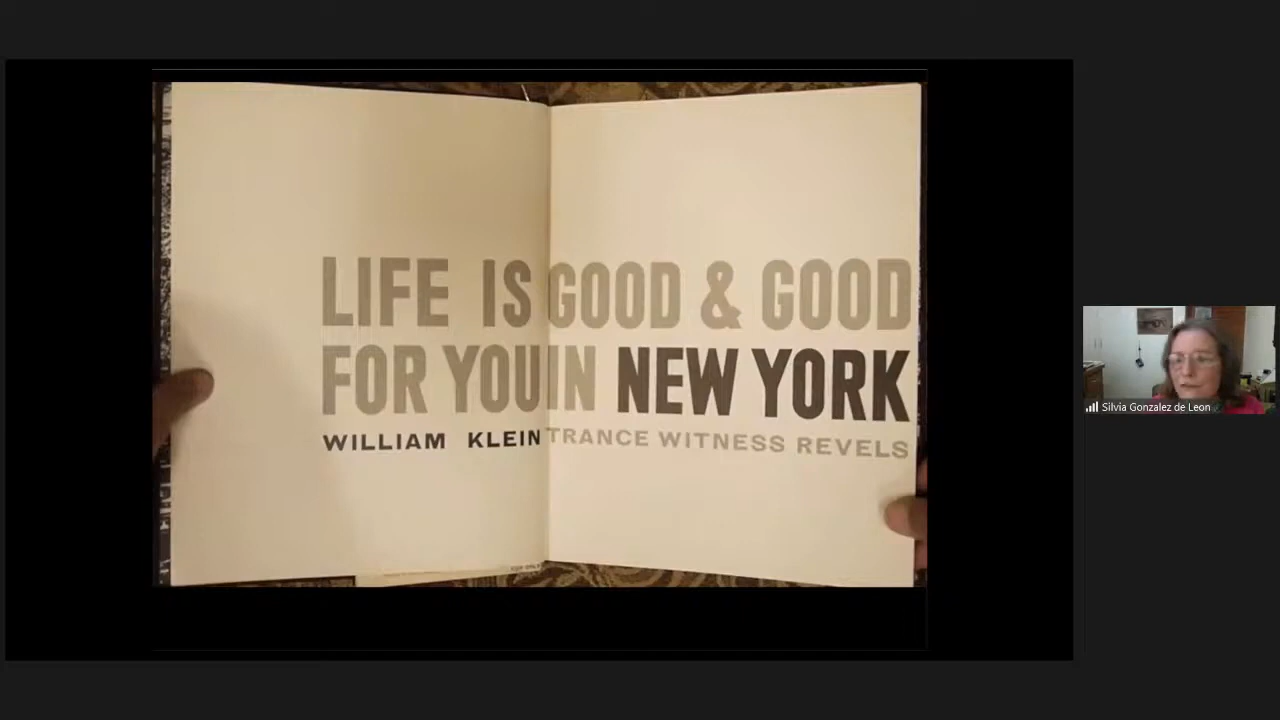 LIFE IS GOOD & GOOD
FOR YOU IN NEW YORK
WILLIAM KLEIN TRANCE WITNESS REVELS
Silvia Gonzalez de Leon